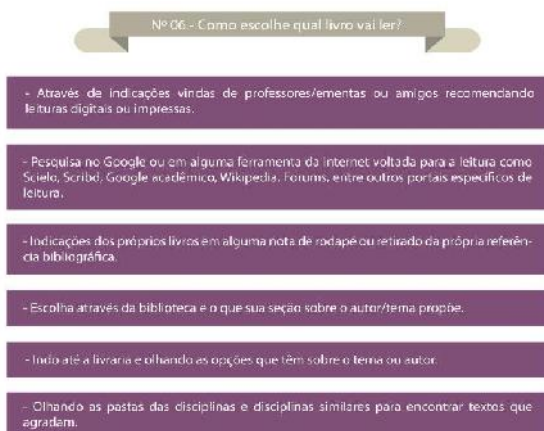 Nº 06 - Como escolhe qual livro vai ler?
- Através de indicações vindas de professores/ementas ou amigos recomendando
leituras digitais ou impressas.
- Pesquisa no Google ou em alguma ferramenta da internet voltada para a leitura como
Scielo, Scribd, Google acadêmico, Wikipedia, Forums, entre outros portais específicos de
leitura.
- Indicações dos próprios livros em alguma nota de rodapé ou retirado da própria referên-
cia bibliográfica.
- Escolha através da biblioteca e o que sua seção sobre o autor/tema propõe.
- Indo até a livraria e olhando as opções que têm sobre o tema ou autor.
- Olhando as pastas das disciplinas e disciplinas similares para encontrar textos que
agradam.